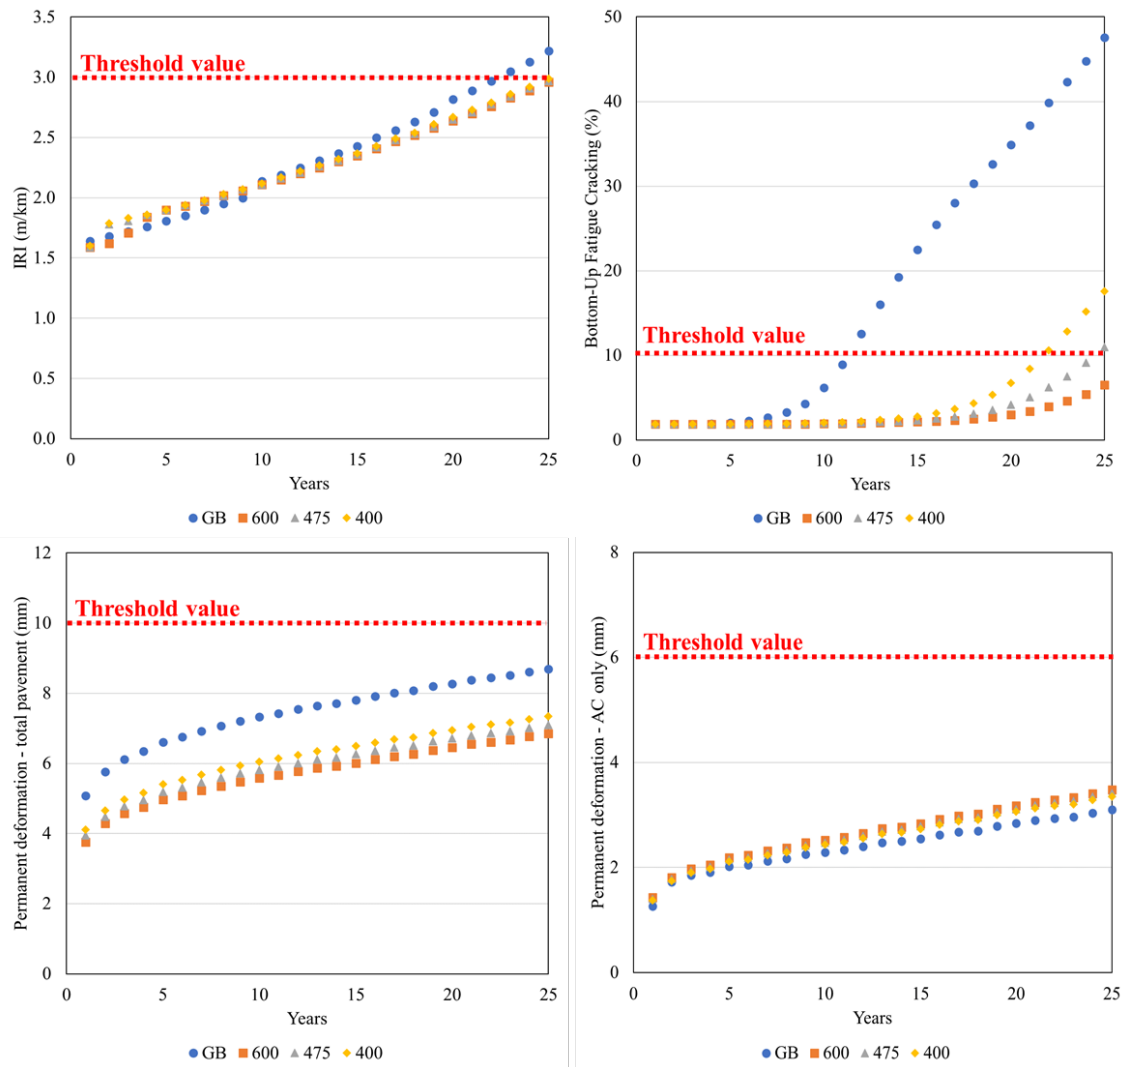 3.5
3.0
2.5
2.0
1.5
1.0
0.5
0.0
IRI (m/km)
Threshold value
0 5 10 15 20 25
Years
GB 600 475 400
50
40
30
20
10
0
Bottom-Up Fatigue Cracking (%)
Threshold value
0 5 10 15 20 25
Years
GB 600 475 400
12
10
8
6
4
2
0
Permanent deformation - total pavement (mm)
Threshold value
0 5 10 15 20 25
Years
GB 600 475 400
8
6
4
2
0
Permanent deformation - AC only (mm)
Threshold value
0 5 10 15 20 25
Years
GB 600 475 400